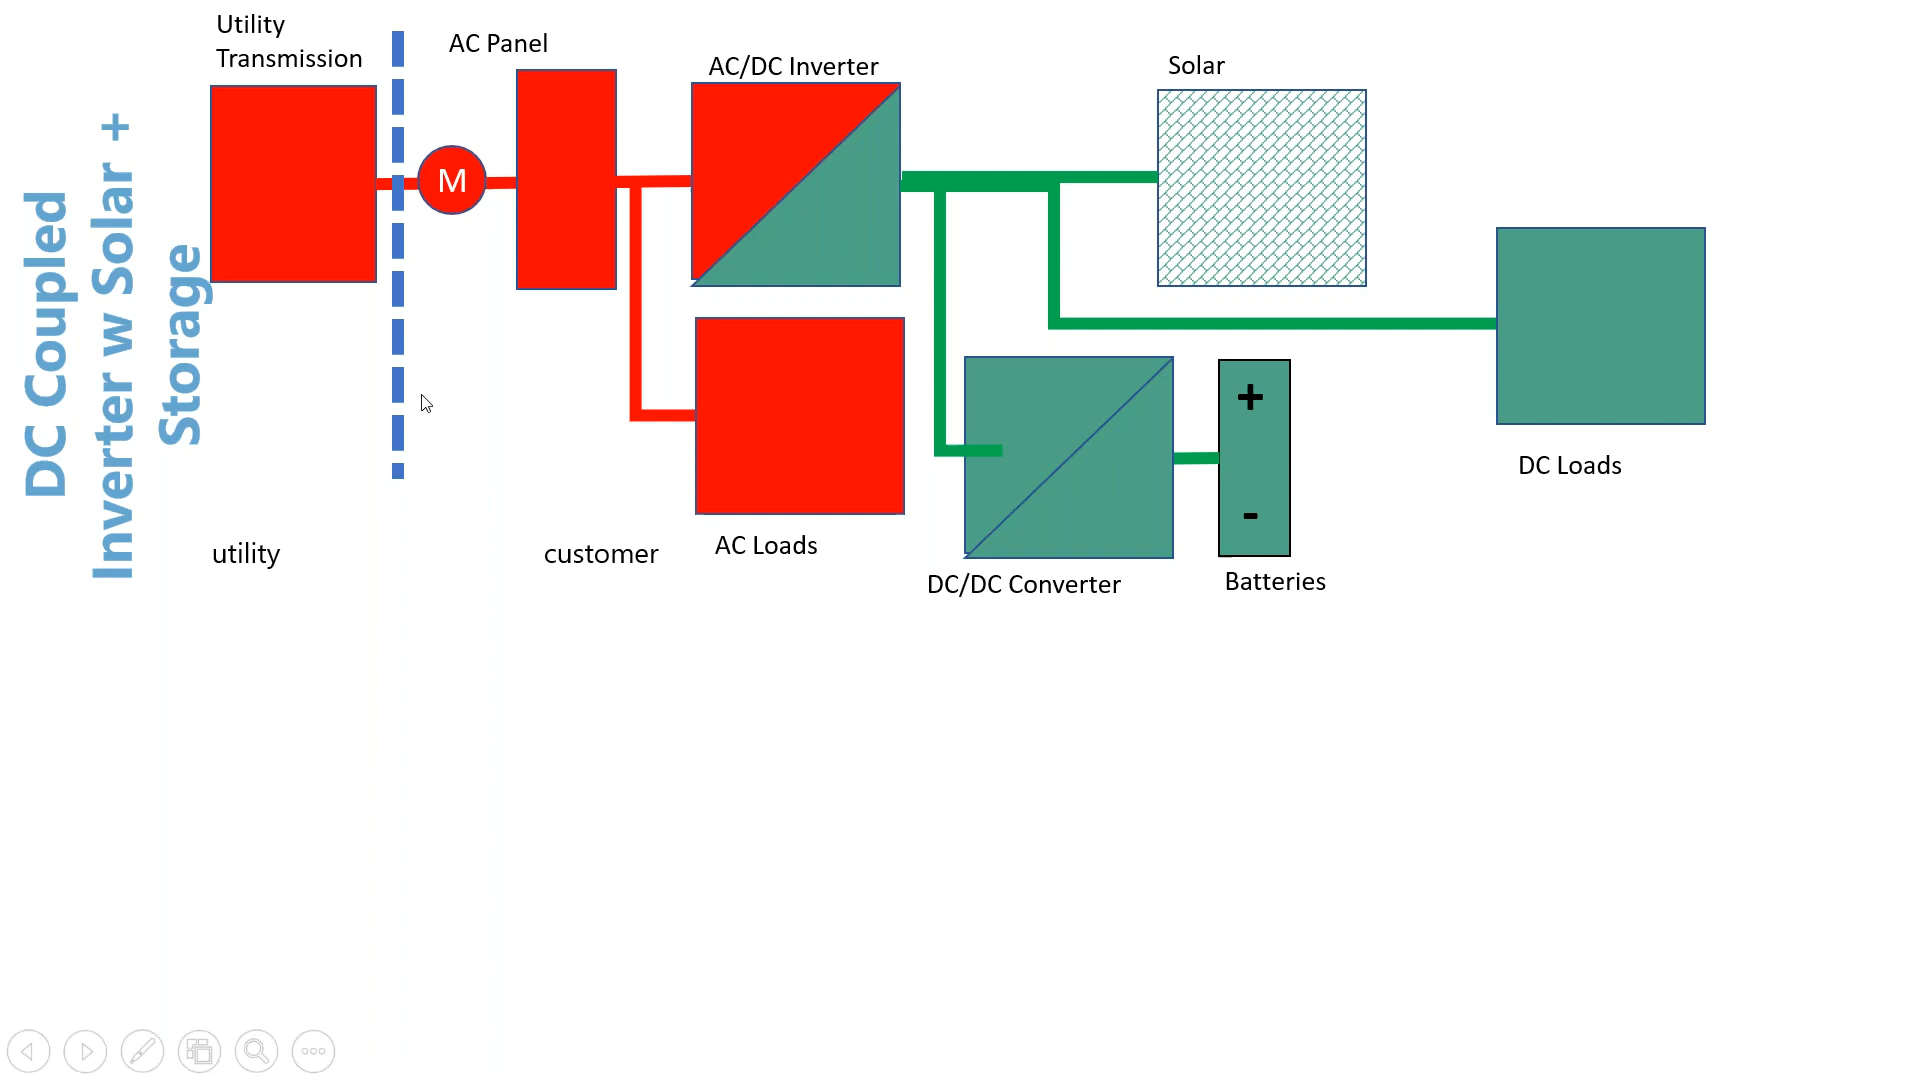 DC Coupled
Inverter w Solar +
Storage
Utility
Transmission
AC Panel
AC/DC Inverter
Solar
M
+
-
DC Loads
AC Loads
utility
customer
DC/DC Converter
Batteries